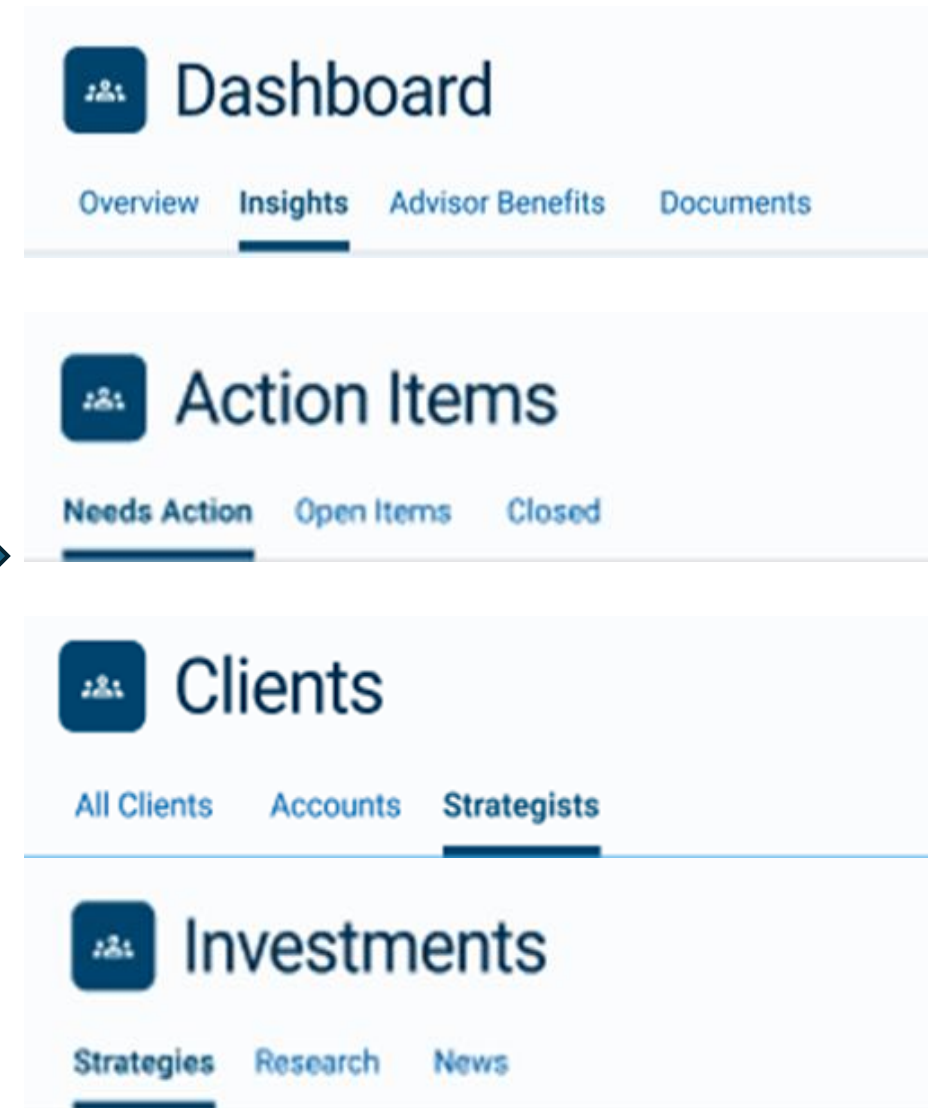 Dashboard
Overview Insights Advisor Benefits Documents
Action Items
Needs Action Open Items Closed
Clients
All Clients Accounts Strategists
Investments
Strategies Research News